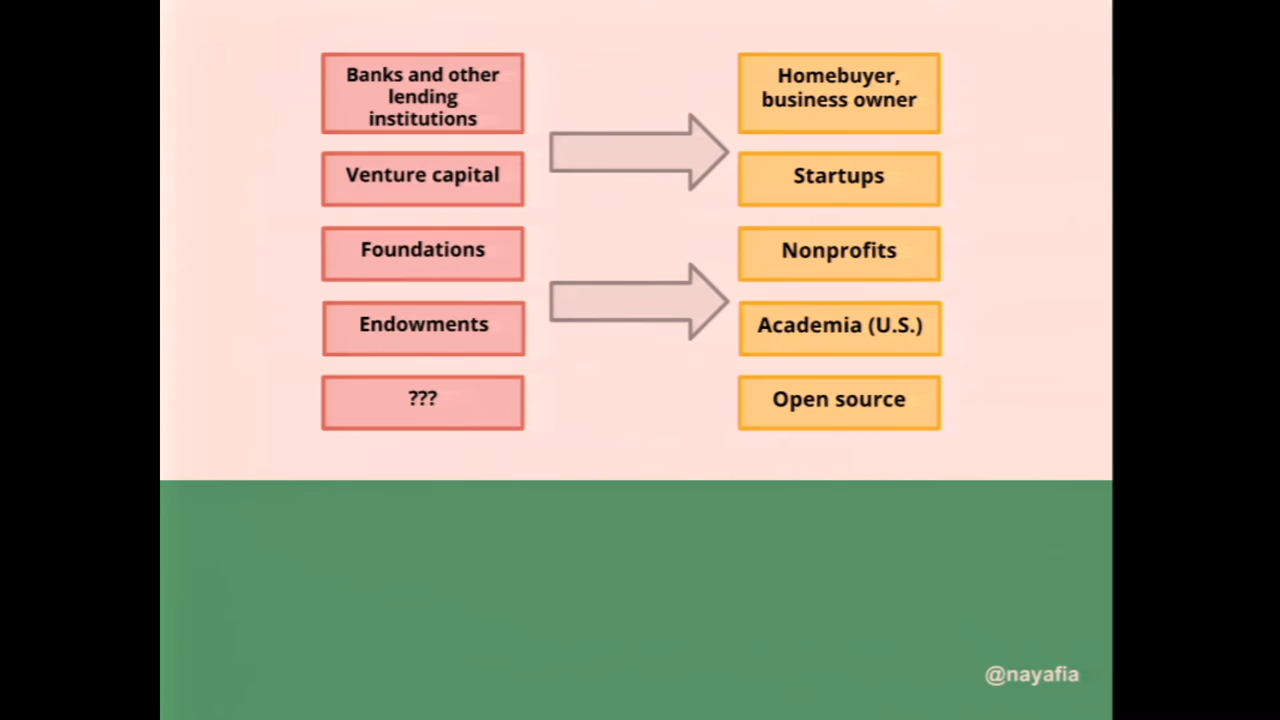 Banks and other
lending
institutions
Homebuyer,
business owner
Venture capital
Startups
Foundations
Nonprofits
Endowments
Academia (U.S.)
???
Open source
@nayafia